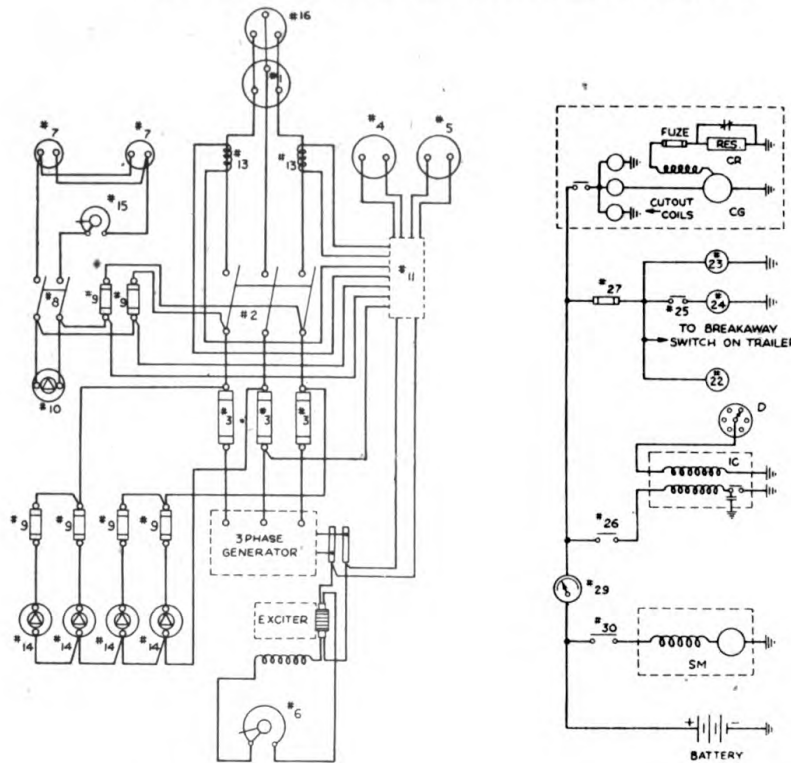 #16
#1
#7
#7
#4
#5
#13
#13
#15
#11
#8
#9
#9
#2
#10
#3
#3
#3
#9
#9
#9
#9
3 PHASE
GENERATOR
EXCITER
#14
#14
#14
#14
#6
FUZE
RES.
CR
CUTOUT
COILS
CG
#23
#27
#24
#25
TO BREAKAWAY
SWITCH ON TRAILER
#22
D
IC
#26
#29
#30
SM
+
−
BATTERY